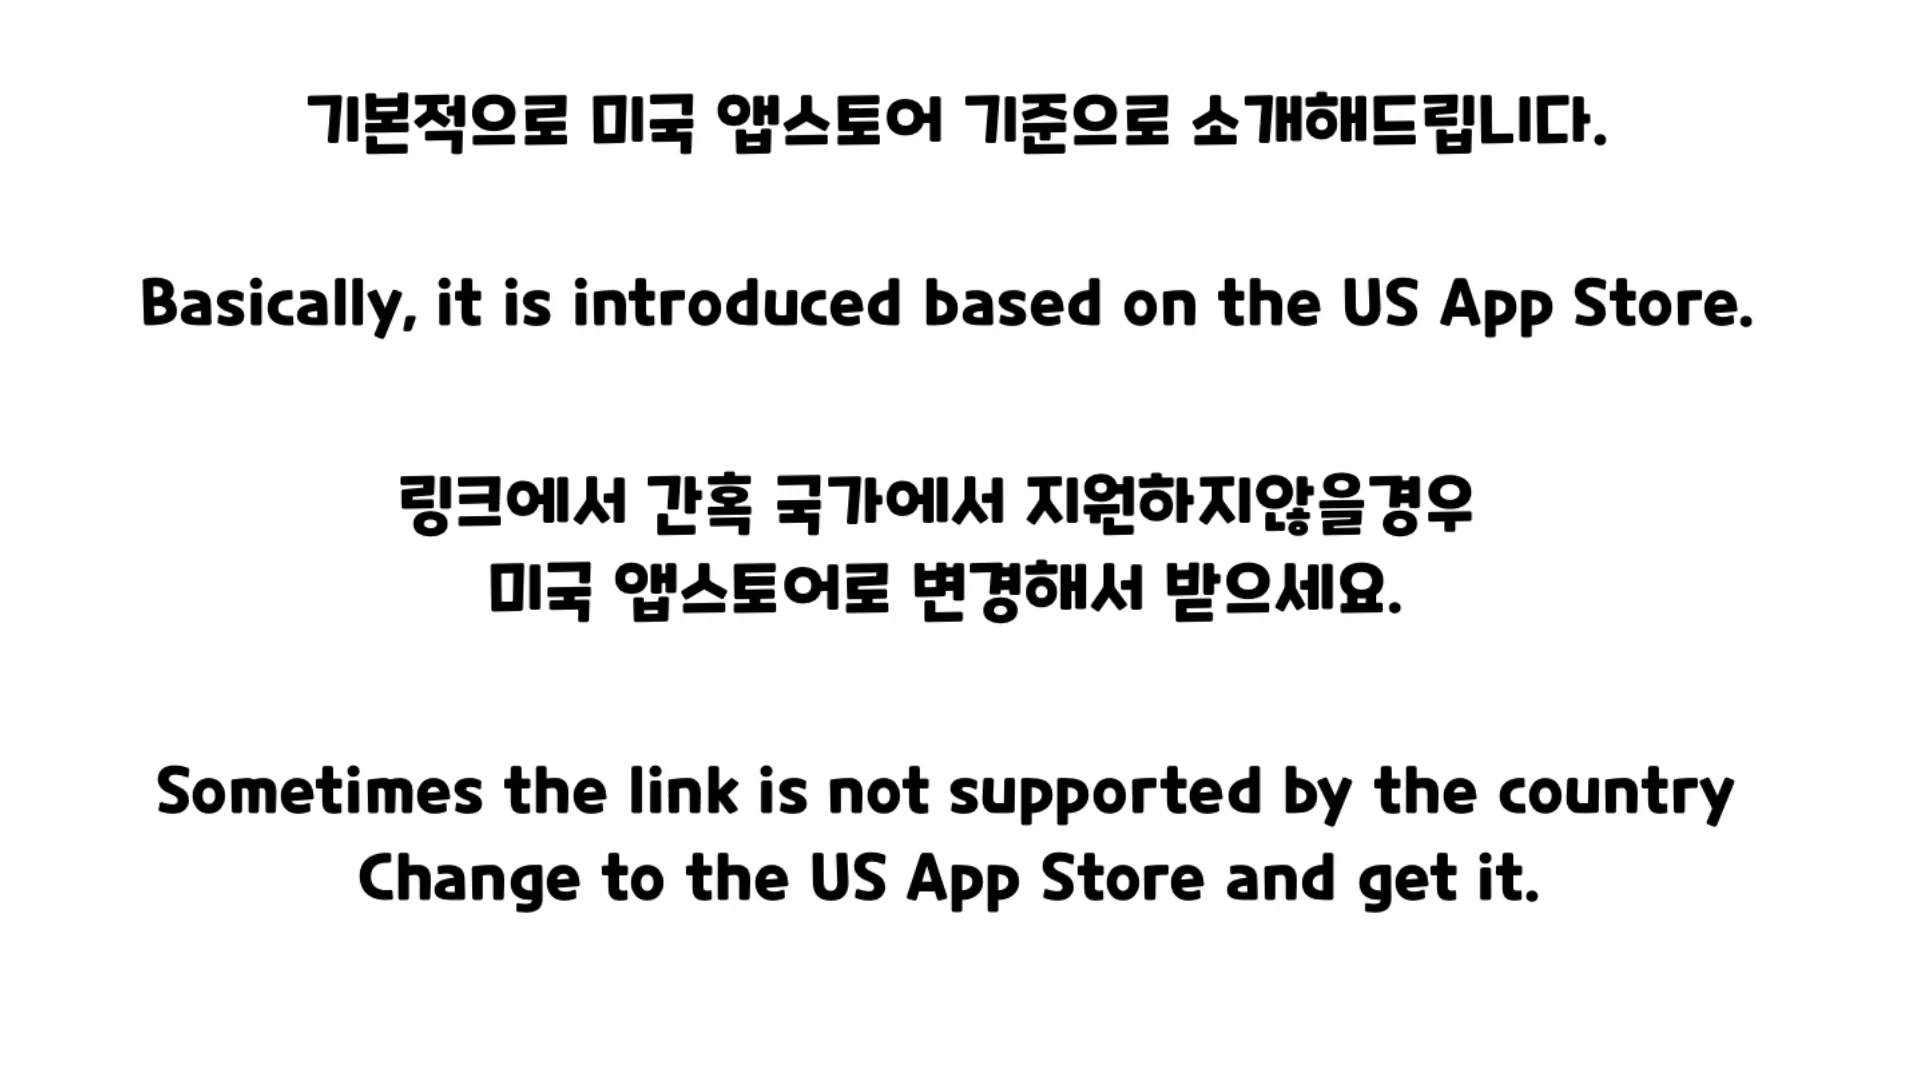 기본적으로 미국 앱스토어 기준으로 소개해드립니다.
Basically, it is introduced based on the US App Store.
링크에서 간혹 국가에서 지원하지않을경우
미국 앱스토어로 변경해서 받으세요.
Sometimes the link is not supported by the country
Change to the US App Store and get it.